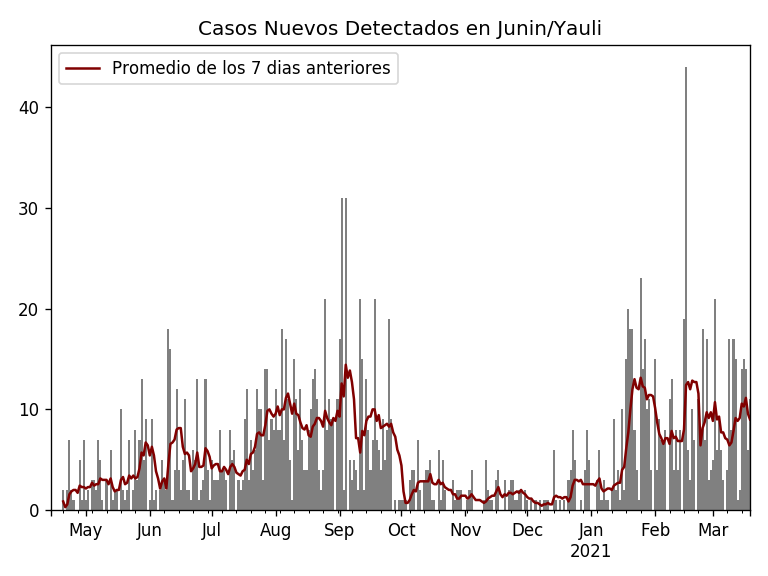 Casos Nuevos Detectados en Junin/Yauli
Promedio de los 7 dias anteriores
40
30
20
10
0
May Jun Jul Aug Sep Oct Nov Dec Jan Feb Mar
2021